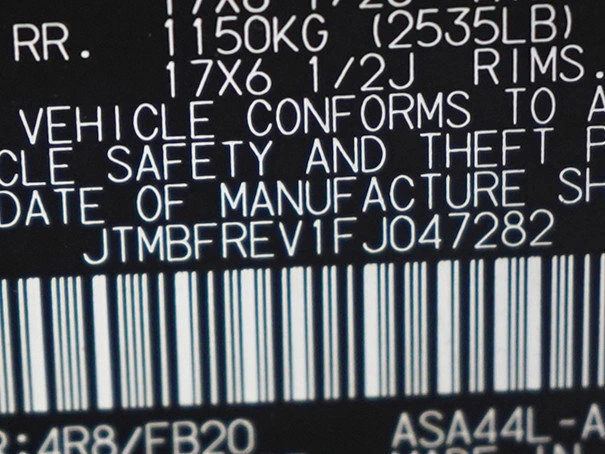 RR. 1150KG (2535LB)
17X6 1/2J RIMS.
VEHICLE CONFORMS TO A
CLE SAFETY AND THEFT P
DATE OF MANUFACTURE SH
JTMBFREV1FJ047282
R:4R8/FB20 ASA44L-A